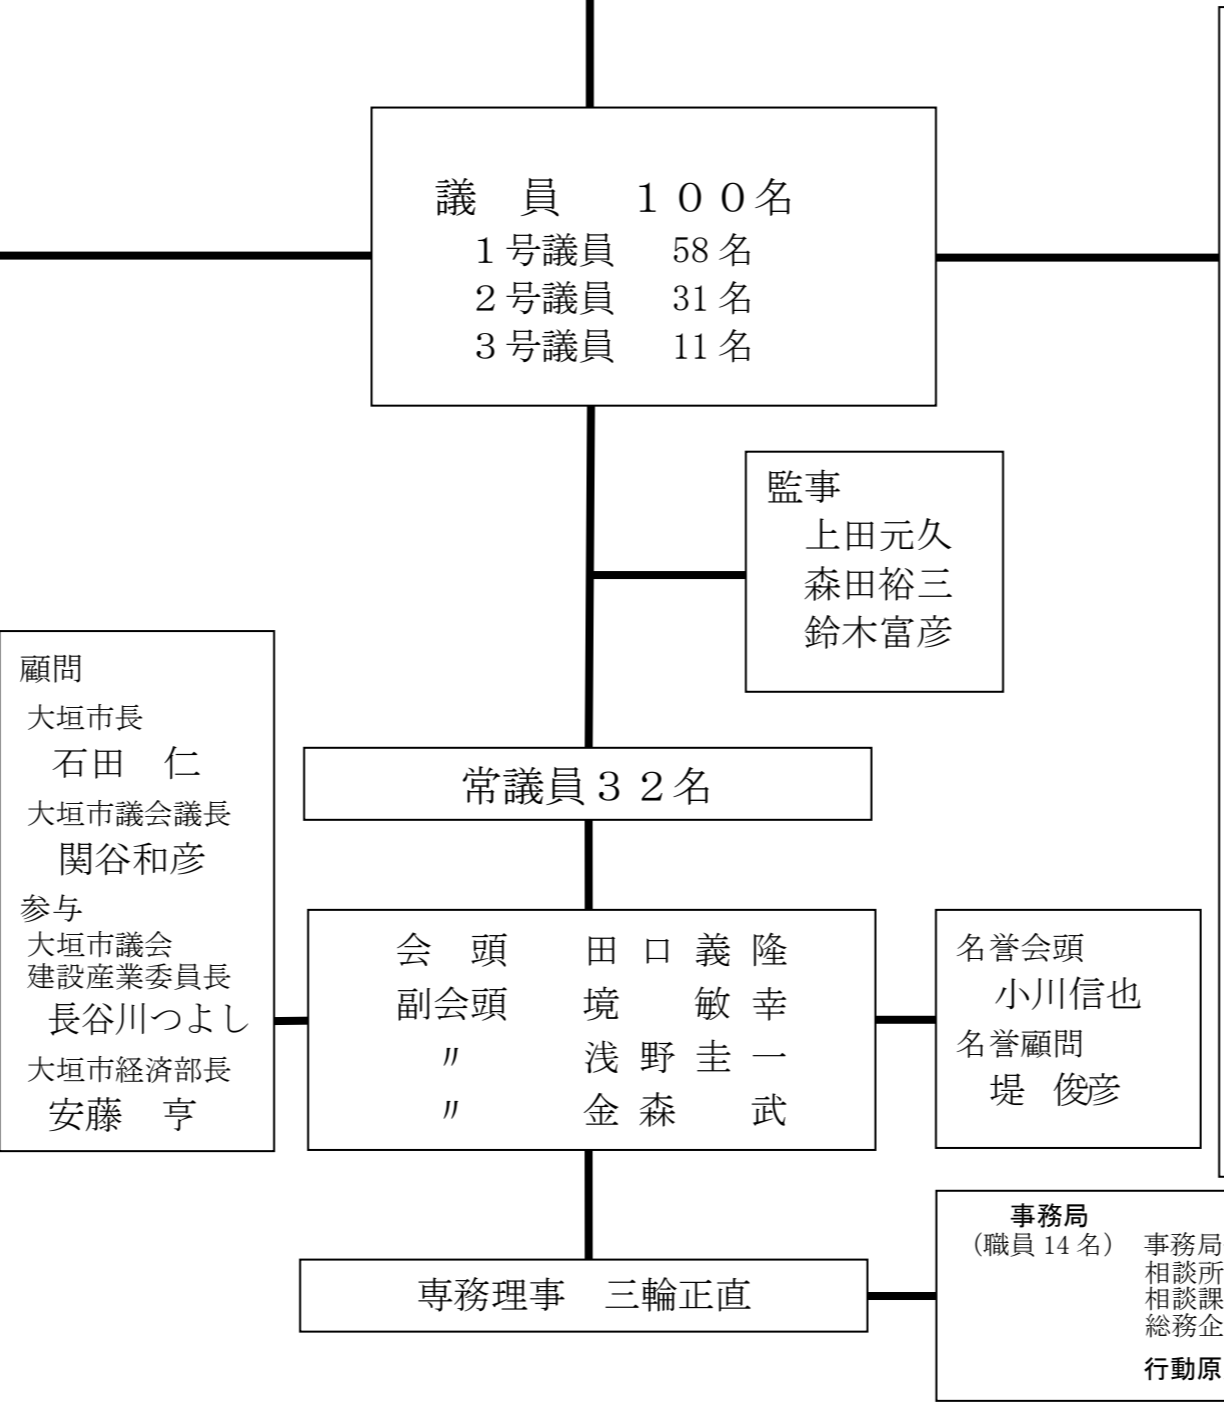 議　員　　１００名
１号議員　58 名
２号議員　31 名
３号議員　11 名
監事
上田元久
森田裕三
鈴木富彦
顧問
大垣市長
石田　仁
大垣市議会議長
関谷和彦
参与
大垣市議会
建設産業委員長
長谷川つよし
大垣市経済部長
安藤　亨
常議員３２名
会　頭　　田 口 義 隆
副会頭　　境　　敏 幸
〃　　浅 野 圭 一
〃　　金 森　　武
名誉会頭
小川信也
名誉顧問
堤　俊彦
専務理事　三輪正直
事務局
（職員 14 名）　事務局
相談所
相談課
総務企
行動原